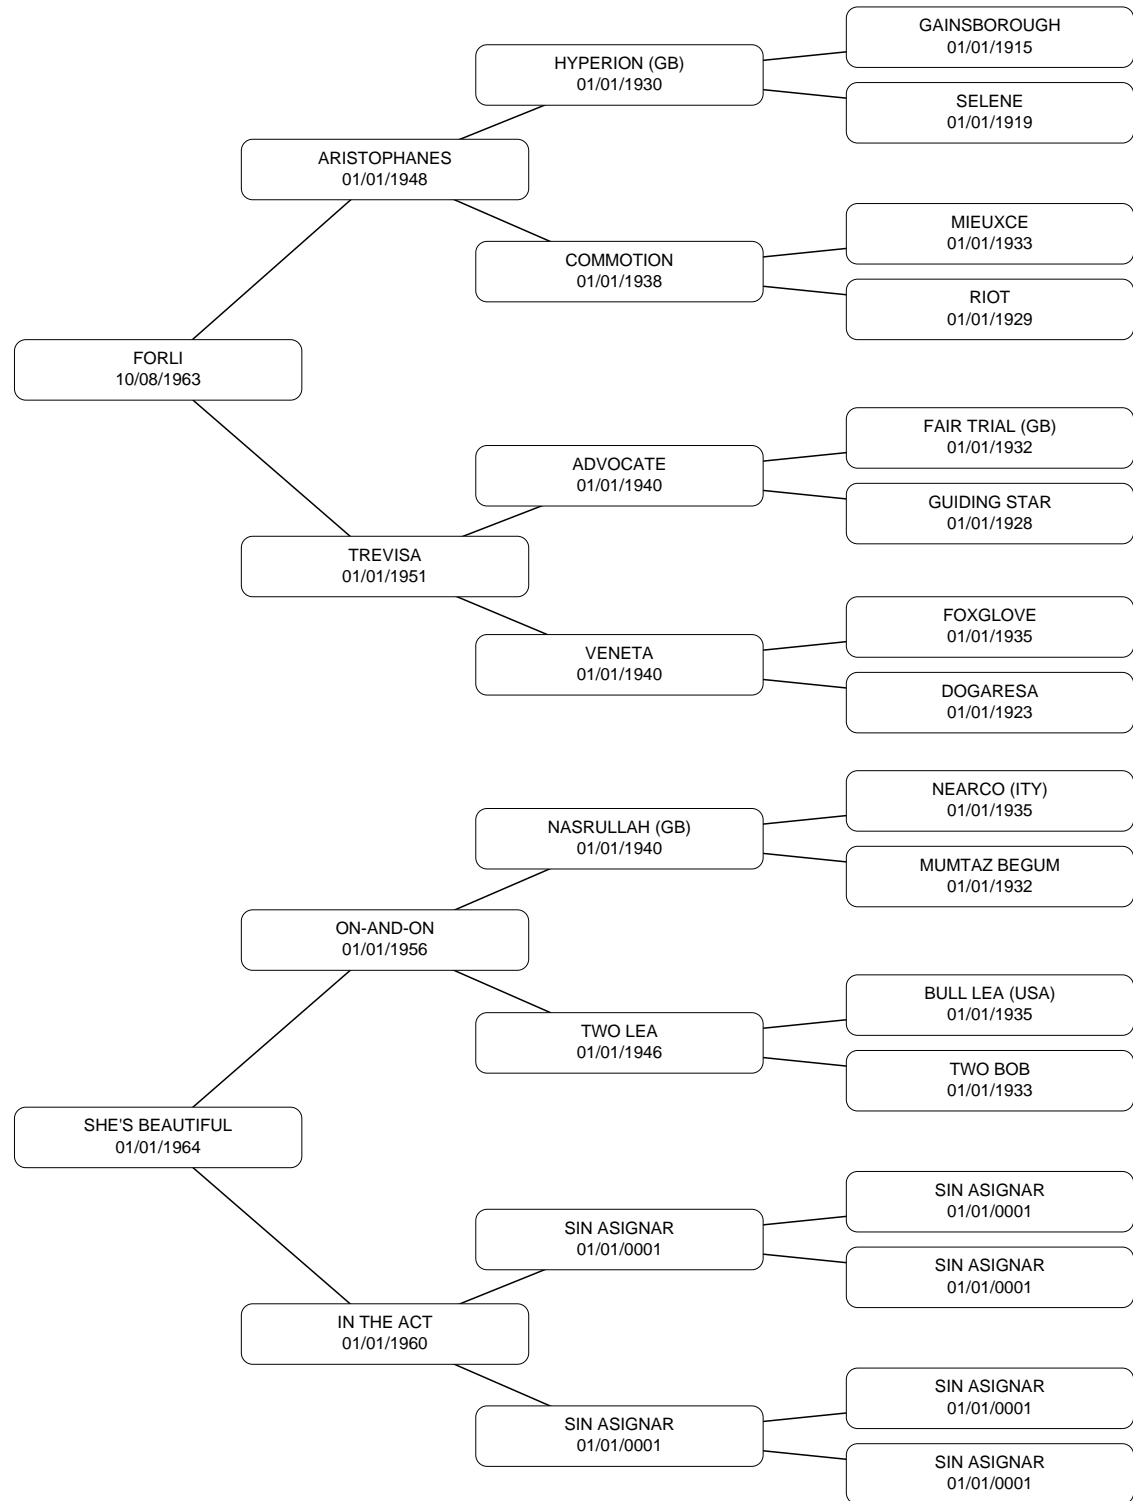 GAINSBOROUGH
01/01/1915
HYPERION (GB)
01/01/1930
SELENE
01/01/1919
ARISTOPHANES
01/01/1948
MIEUXCE
01/01/1933
COMMOTION
01/01/1938
RIOT
01/01/1929
FORLI
10/08/1963
FAIR TRIAL (GB)
01/01/1932
ADVOCATE
01/01/1940
GUIDING STAR
01/01/1928
TREVISA
01/01/1951
FOXGLOVE
01/01/1935
VENETA
01/01/1940
DOGARESA
01/01/1923
NEARCO (ITY)
01/01/1935
NASRULLAH (GB)
01/01/1940
MUMTAZ BEGUM
01/01/1932
ON-AND-ON
01/01/1956
BULL LEA (USA)
01/01/1935
TWO LEA
01/01/1946
TWO BOB
01/01/1933
SHE'S BEAUTIFUL
01/01/1964
SIN ASIGNAR
01/01/0001
SIN ASIGNAR
01/01/0001
SIN ASIGNAR
01/01/0001
IN THE ACT
01/01/1960
SIN ASIGNAR
01/01/0001
SIN ASIGNAR
01/01/0001
SIN ASIGNAR
01/01/0001